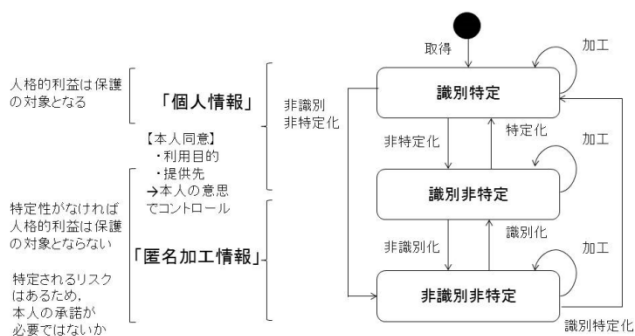 人格的利益は保護
の対象となる
「個人情報」
【本人同意】
・利用目的
・提供先
→本人の意思
でコントロール
特定性がなければ
人格的利益は保護
の対象とならない
「匿名加工情報」
特定されるリスク
はあるため,
本人の承諾が
必要ではないか
非識別
非特定化
取得
加工
識別特定
非特定化
特定化
加工
識別非特定
非識別化
識別化
加工
非識別非特定
識別特定化